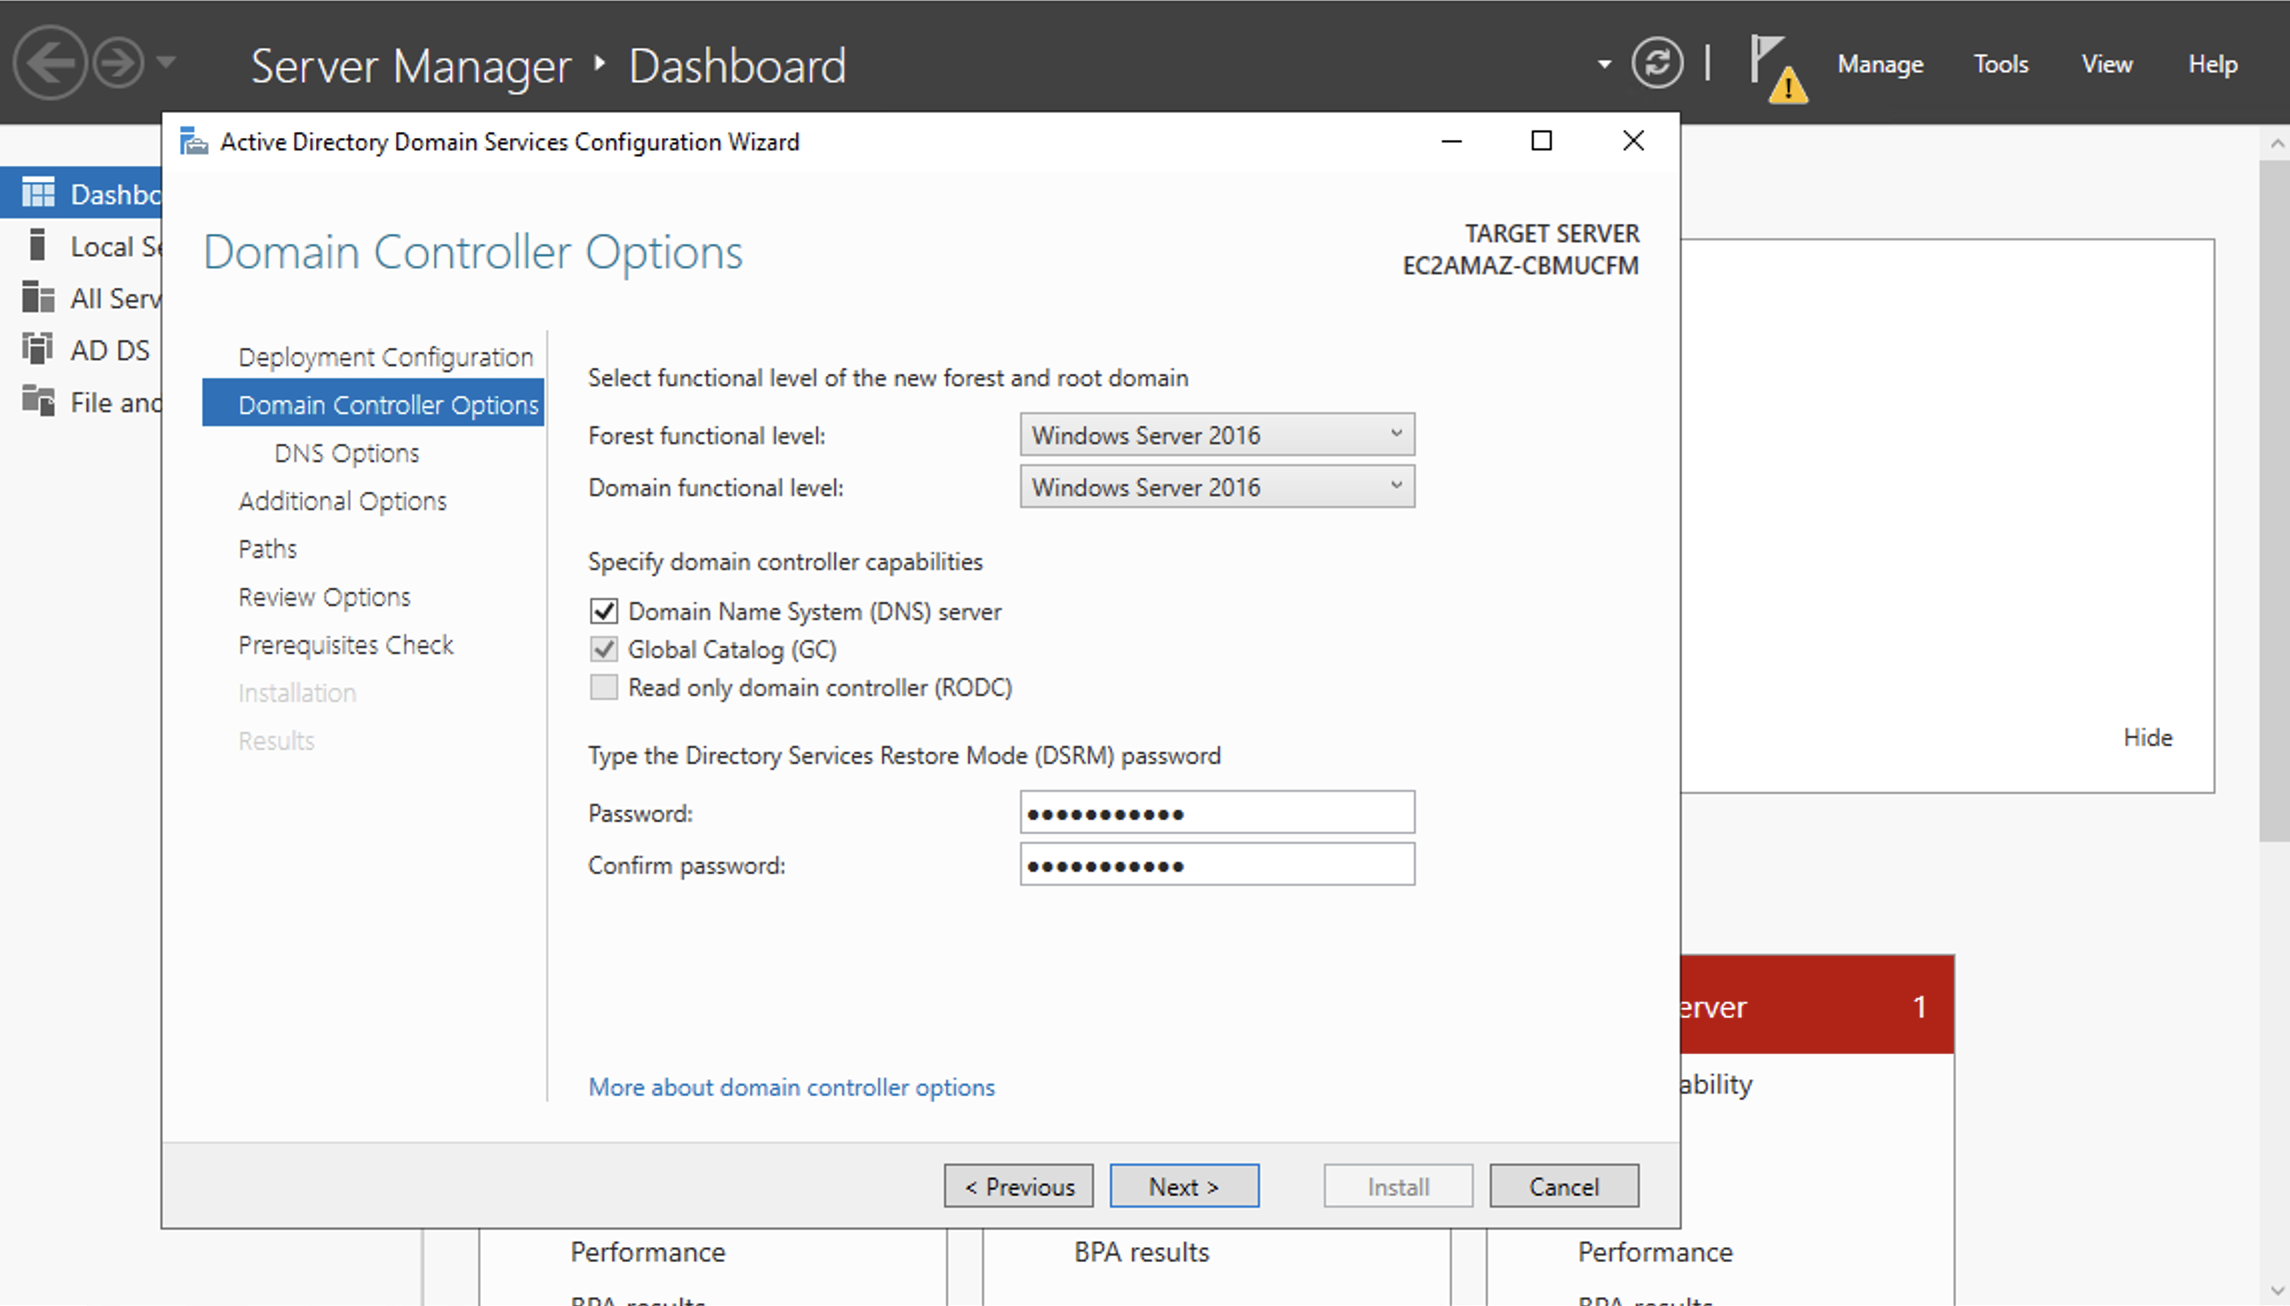 Server Manager ‣ Dashboard
Manage Tools View Help
Active Directory Domain Services Configuration Wizard
Dashbo
Local Se
All Serv
AD DS
File and
Domain Controller Options
TARGET SERVER
EC2AMAZ-CBMUCFM
Deployment Configuration
Domain Controller Options
DNS Options
Additional Options
Paths
Review Options
Prerequisites Check
Installation
Results
Select functional level of the new forest and root domain
Forest functional level: Windows Server 2016
Domain functional level: Windows Server 2016
Specify domain controller capabilities
Domain Name System (DNS) server
Global Catalog (GC)
Read only domain controller (RODC)
Type the Directory Services Restore Mode (DSRM) password
Password: •••••••••••
Confirm password: •••••••••••
More about domain controller options
Hide
erver 1
ability
< Previous Next > Install Cancel
Performance BPA results Performance
BPA results BPA results